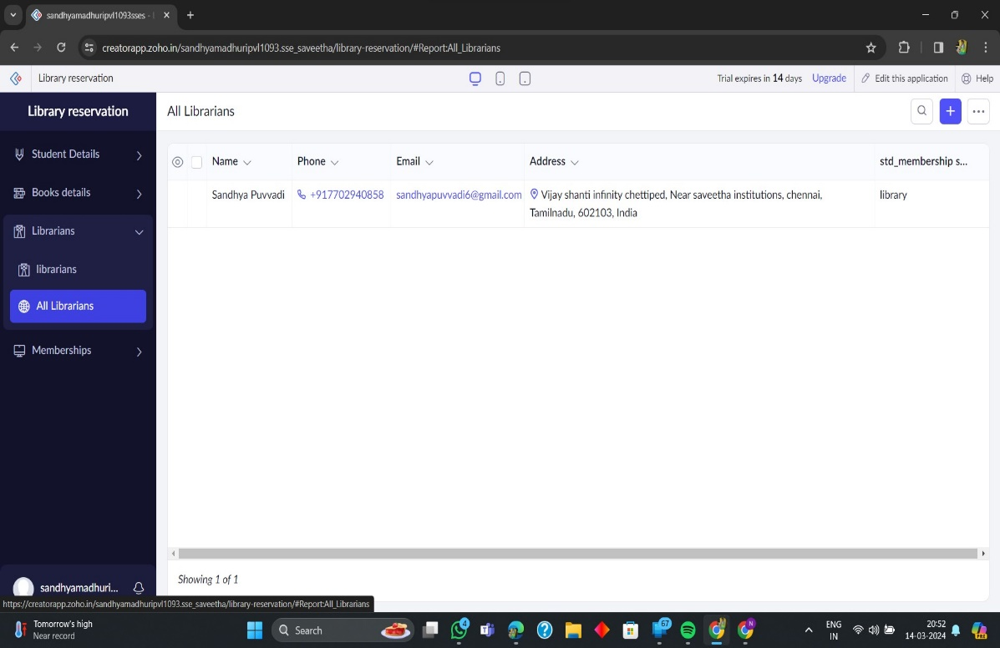 sandhyamadhuripvl1093sses - 
creatorapp.zoho.in/sandhyamadhuripvl1093.sse_saveetha/library-reservation/#Report:All_Librarians
Library reservation
Trial expires in 14 days Upgrade Edit this application Help
Library reservation
All Librarians
Student Details
Books details
Librarians
librarians
All Librarians
Memberships
Name Phone Email Address std_membership s...
Sandhya Puvvadi +917702940858 sandhyapuvvadi6@gmail.com Vijay shanti infinity chettiped, Near saveetha institutions, chennai, library
Tamilnadu, 602103, India
Showing 1 of 1
sandhyamadhuri...
https://creatorapp.zoho.in/sandhyamadhuripvl1093.sse_saveetha/library-reservation/#Report:All_Librarians
Tomorrow's high
Near record
Search
4
67
N
ENG
IN
20:52
14-03-2024
PRE